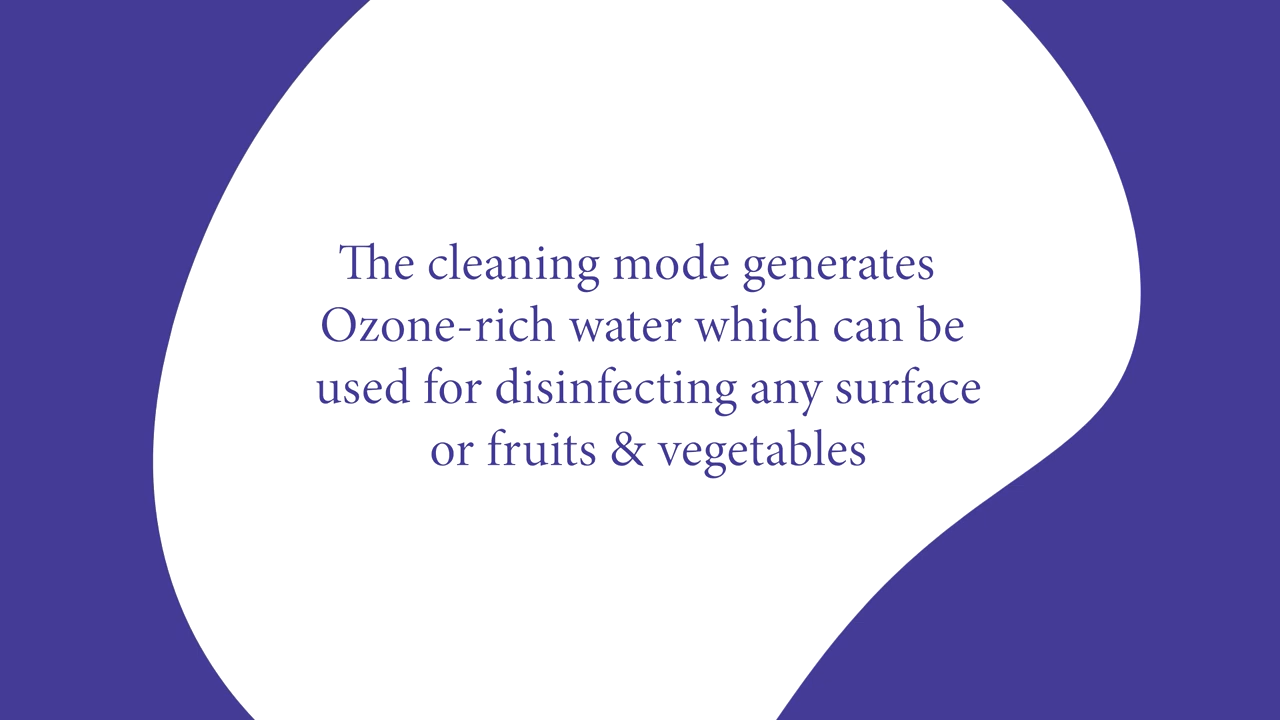 The cleaning mode generates
Ozone-rich water which can be
used for disinfecting any surface
or fruits & vegetables